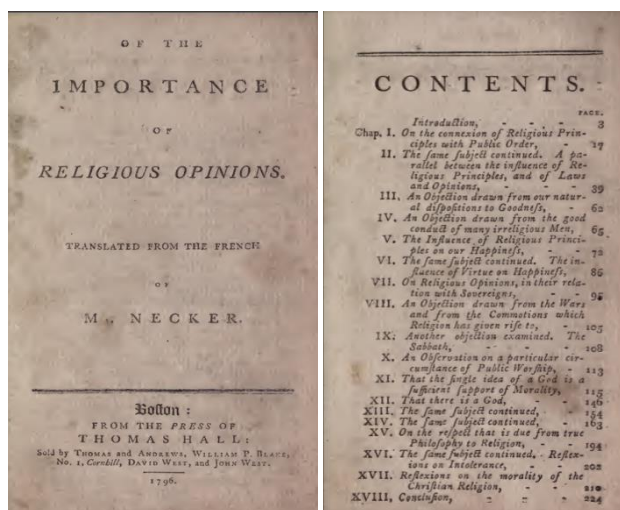 OF THE
IMPORTANCE
OF
RELIGIOUS OPINIONS.
TRANSLATED FROM THE FRENCH
OF
M. NECKER.
Boſton:
FROM THE PRESS OF
THOMAS HALL:
Sold by THOMAS and ANDREWS, WILLIAM P. BLAKE,
No. 1, Cornhill, DAVID WEST, and JOHN WEST.
1796.
CONTENTS.
PAGE.
Introduction, - - - 3
Chap. I. On the connexion of Religious Prin-
ciples with Public Order, - 17
II. The ſame ſubject continued. A pa-
rallel between the influence of Re-
ligious Principles, and of Laws
and Opinions, - - - 39
III. An Objection drawn from our natur-
al diſpoſitions to Goodneſs, - 62
IV. An Objection drawn from the good
conduct of many irreligious Men, 65
V. The Influence of Religious Princi-
ples on our Happineſs, - - 72
VI. The ſame ſubject continued. The in-
fluence of Virtue on Happineſs, 86
VII. On Religious Opinions, in their rela-
tion with Sovereigns, - - 95
VIII. An Objection drawn from the Wars
and from the Commotions which
Religion has given riſe to, - 105
IX. Another objection examined. The
Sabbath, - - - 108
X. An Obſervation on a particular cir-
cumſtance of Public Worſhip, - 113
XI. That the ſingle idea of a God is a
ſufficient ſupport of Morality, 115
XII. That there is a God, - - 146
XIII. The ſame ſubject continued, - 154
XIV. The ſame ſubject continued, - 163
XV. On the reſpect that is due from true
Philoſophy to Religion, - 194
XVI. The ſame ſubject continued. Reflex-
ions on Intolerance, - - 202
XVII. Reflexions on the morality of the
Chriſtian Religion, - - 210
XVIII, Concluſion, - - - 224